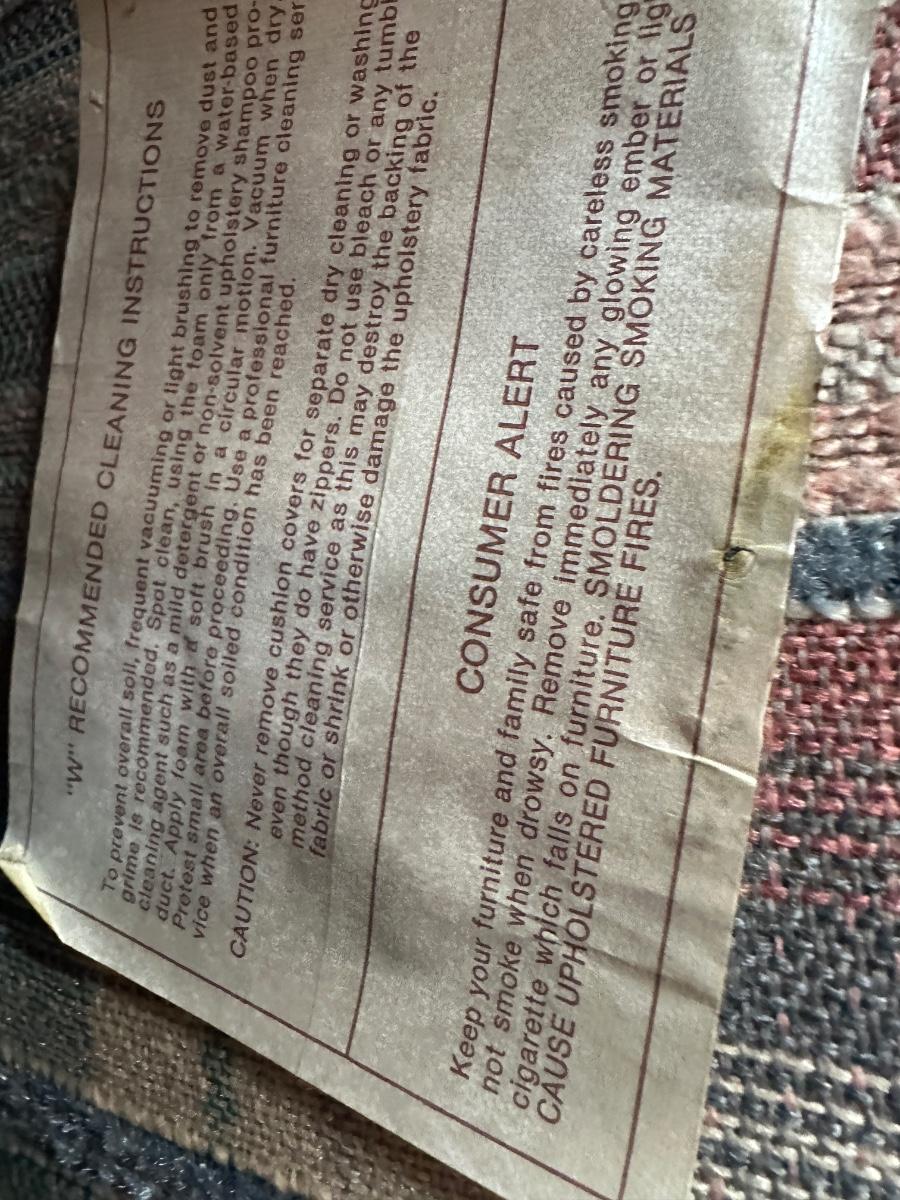 "W" RECOMMENDED CLEANING INSTRUCTIONS
To prevent overall soil, frequent vacuuming or light brushing to remove dust and
grime is recommended. Spot clean, using the foam only from a water-based
cleaning agent such as a mild detergent or non-solvent upholstery shampoo pro-
duct. Apply foam with a soft brush in a circular motion. Vacuum when dry.
Pretest small area before proceeding. Use a professional furniture cleaning ser
vice when an overall soiled condition has been reached.
CAUTION: Never remove cushion covers for separate dry cleaning or washing
even though they do have zippers. Do not use bleach or any tumbl
method cleaning service as this may destroy the backing of the
fabric or shrink or otherwise damage the upholstery fabric.
CONSUMER ALERT
Keep your furniture and family safe from fires caused by careless smoking
not smoke when drowsy. Remove immediately any glowing ember or lig
cigarette which falls on furniture. SMOLDERING SMOKING MATERIALS
CAUSE UPHOLSTERED FURNITURE FIRES.